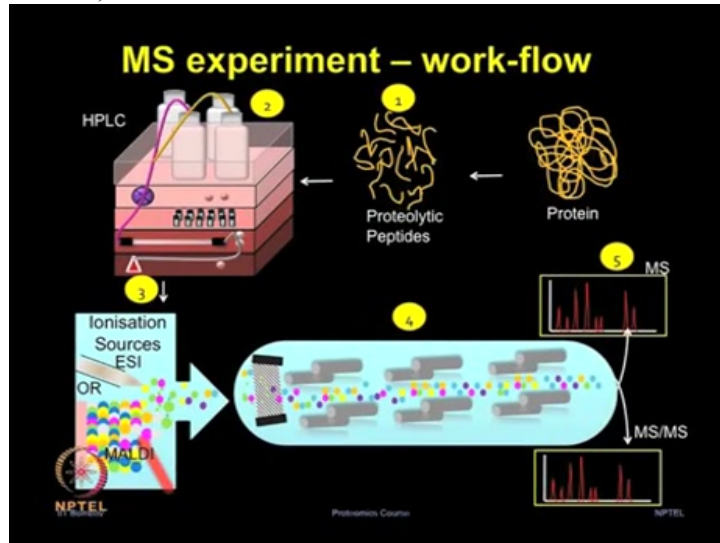 MS experiment – work-flow
HPLC
2
1
Proteolytic
Peptides
Protein
5
MS
3
4
Ionisation
Sources
ESI
OR
MALDI
MS/MS
NPTEL
Proteomics Course
NPTEL